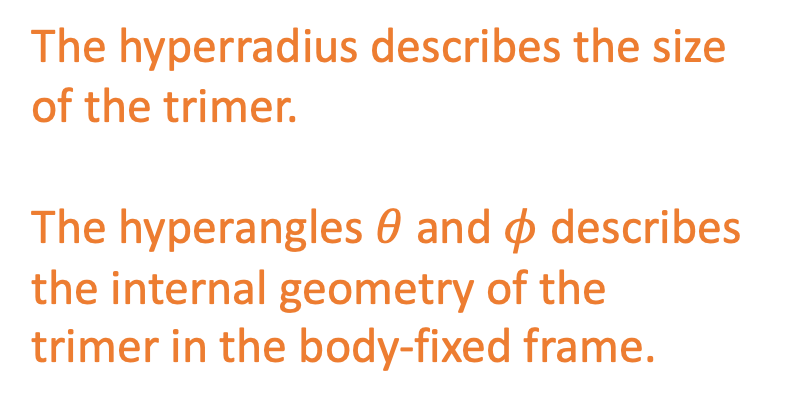 The hyperradius describes the size
of the trimer.
The hyperangles θ and ϕ describes
the internal geometry of the
trimer in the body-fixed frame.